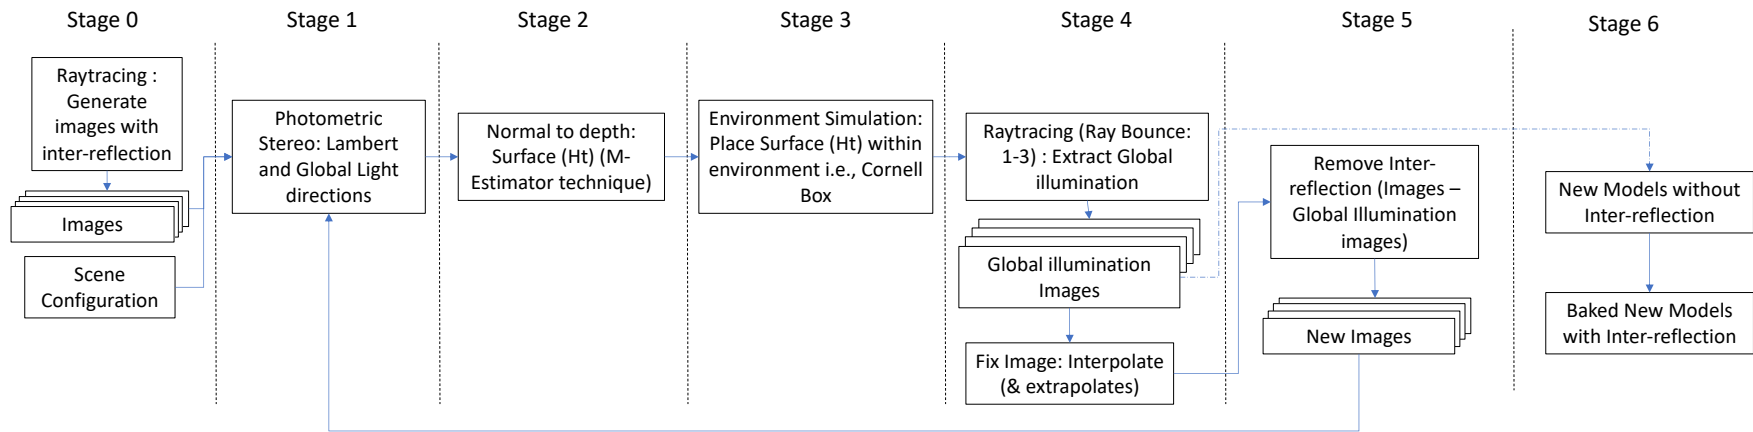 Stage 0
Stage 1
Stage 2
Stage 3
Stage 4
Stage 5
Stage 6
Raytracing :
Generate
images with
inter-reflection
Images
Scene
Configuration
Photometric
Stereo: Lambert
and Global Light
directions
Normal to depth:
Surface (Ht) (M-
Estimator technique)
Environment Simulation:
Place Surface (Ht) within
environment i.e., Cornell
Box
Raytracing (Ray Bounce:
1-3) : Extract Global
illumination
Global illumination
Images
Fix Image: Interpolate
(& extrapolates)
Remove Inter-
reflection (Images –
Global Illumination
images)
New Images
New Models without
Inter-reflection
Baked New Models
with Inter-reflection